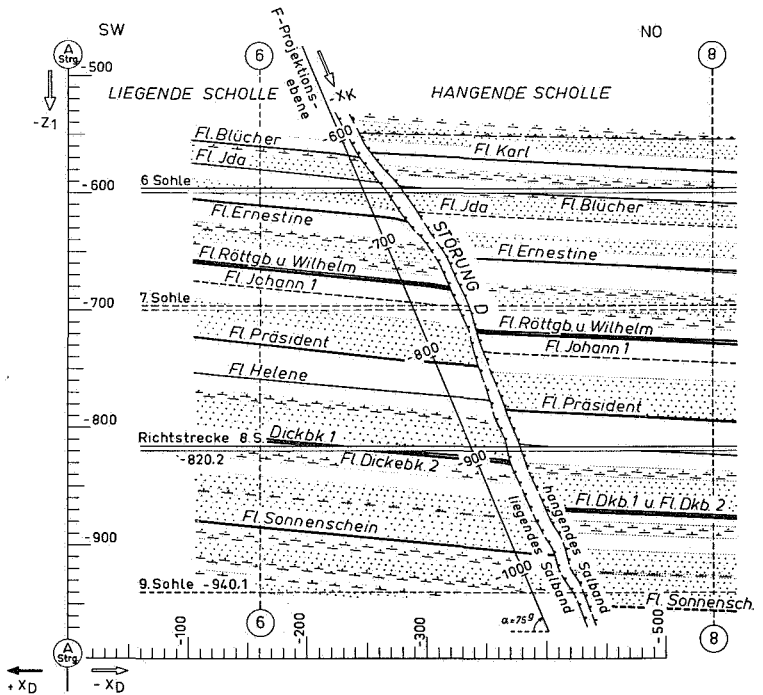 SW
NO
A
Strg
6
F-Projektions-
ebene
-XK
8
-500
-Z1
LIEGENDE SCHOLLE
HANGENDE SCHOLLE
-600
Fl. Blücher
Fl. Karl
Fl. Jda
6 Sohle
-600
Fl. Jda
Fl. Blücher
Fl. Ernestine
STÖRUNG D
-700
Fl. Ernestine
Fl. Röttgb u Wilhelm
Fl. Johann 1
7. Sohle
-700
Fl. Röttgb u Wilhelm
Fl. Johann 1
Fl. Präsident
-800
Fl. Helene
Fl. Präsident
-800
Richtstrecke 8. S.
-820.2
Dickbk 1
Fl. Dickebk. 2
-900
Fl. Dkb. 1 u. Fl. Dkb. 2
hangendes Salband
liegendes Salband
Fl. Sonnenschein
-900
-1000
9. Sohle -940.1
Fl. Sonnensch.
α=75g
6
8
A
Strg
-100
-200
-300
-500
+XD
-XD